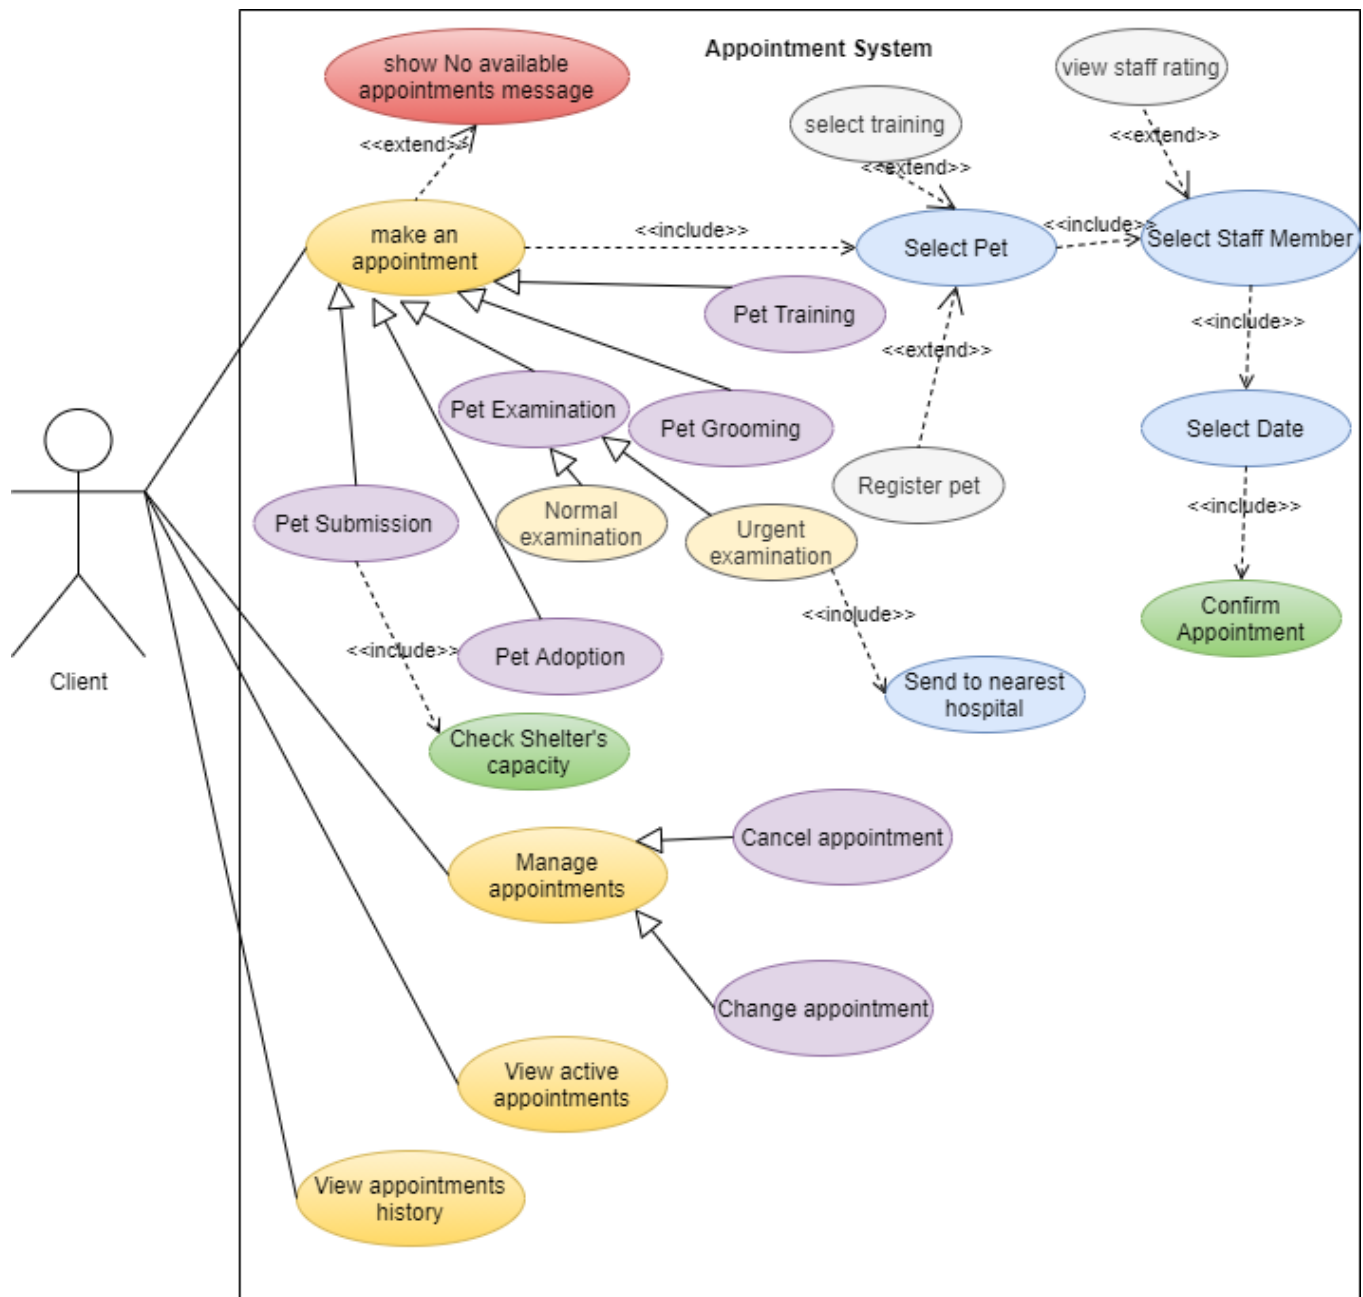 Appointment System
show No available
appointments message
view staff rating
select training
<<extend>>
<<extend>>
<<extend>>
make an
appointment
<<include>>
Select Pet
<<include>>
Select Staff Member
Pet Training
<<include>>
<<extend>>
Pet Examination
Pet Grooming
Select Date
Register pet
Normal
examination
Pet Submission
Urgent
examination
<<include>>
Confirm
Appointment
<<include>>
<<include>>
Pet Adoption
Client
Send to nearest
hospital
Check Shelter's
capacity
Cancel appointment
Manage
appointments
Change appointment
View active
appointments
View appointments
history